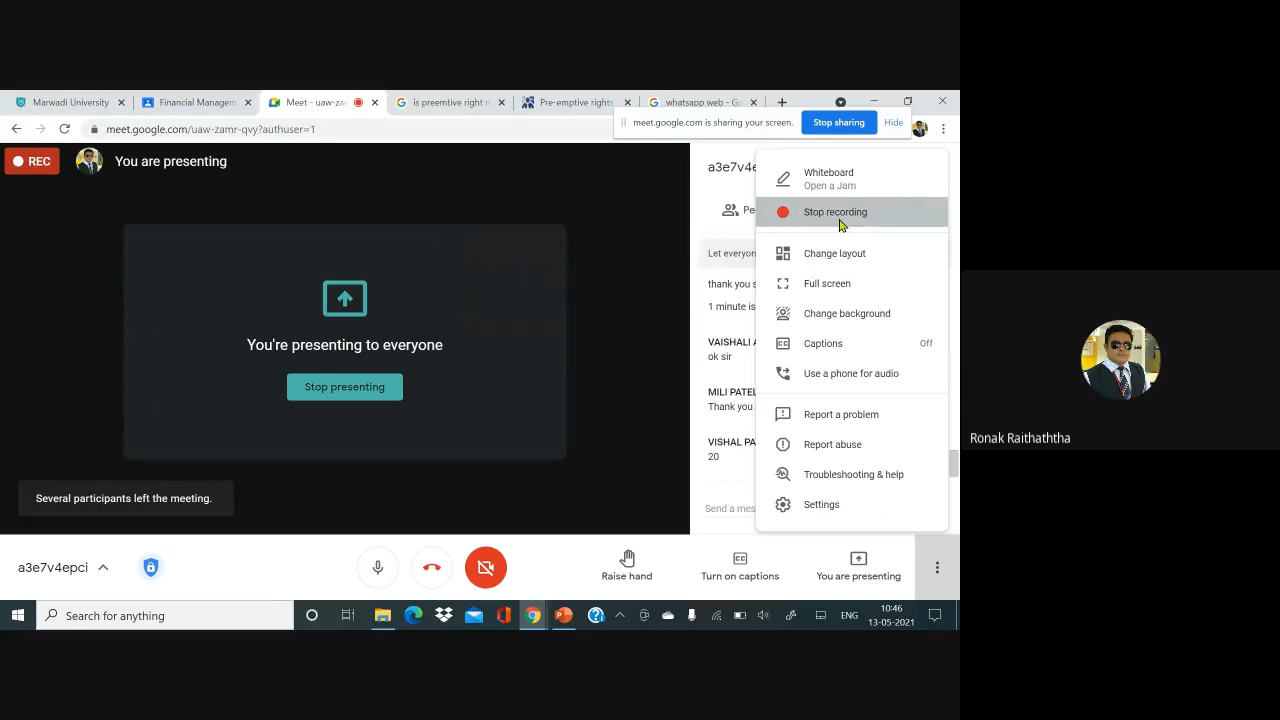 Marwadi University
Financial Managem
Meet - uaw-za
is preemtive right n
Pre-emptive rights
whatsapp web - Go
meet.google.com/uaw-zamr-qvy?authuser=1
meet.google.com is sharing your screen.
Stop sharing
Hide
REC
You are presenting
You're presenting to everyone
Stop presenting
Several participants left the meeting.
a3e7v4e
Pe
Let everyon
thank you s
1 minute is
VAISHALI A
ok sir
MILI PATEL
Thank you
VISHAL PA
20
Send a mes
Whiteboard
Open a Jam
Stop recording
Change layout
Full screen
Change background
Captions Off
Use a phone for audio
Report a problem
Report abuse
Troubleshooting & help
Settings
Ronak Raithaththa
a3e7v4epci
Raise hand
Turn on captions
You are presenting
Search for anything
ENG
10:46
13-05-2021